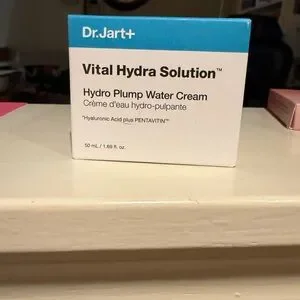 Dr.Jart+
Vital Hydra Solution™
Hydro Plump Water Cream
Crème d'eau hydro-pulpante
"Hyaluronic Acid plus PENTAVITIN™"
50 mL / 1.69 fl. oz.